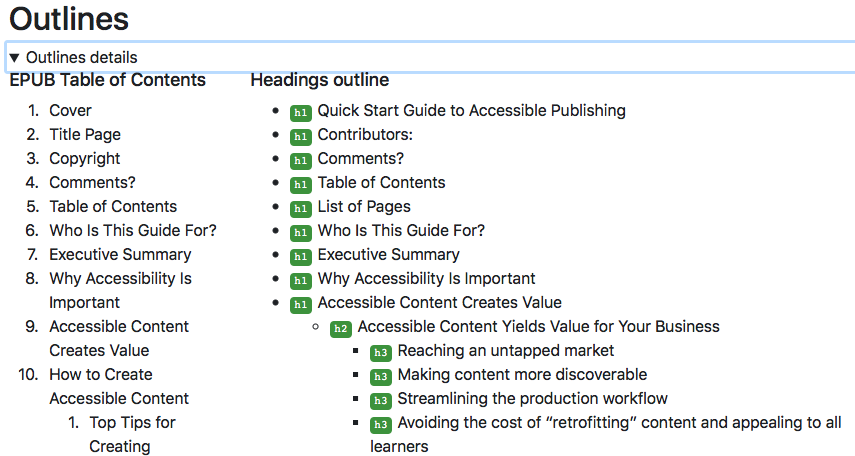 Outlines
▼ Outlines details
EPUB Table of Contents
1. Cover
2. Title Page
3. Copyright
4. Comments?
5. Table of Contents
6. Who Is This Guide For?
7. Executive Summary
8. Why Accessibility Is
Important
9. Accessible Content
Creates Value
10. How to Create
Accessible Content
1. Top Tips for
Creating
Headings outline
• h1 Quick Start Guide to Accessible Publishing
• h1 Contributors:
• h1 Comments?
• h1 Table of Contents
• h1 List of Pages
• h1 Who Is This Guide For?
• h1 Executive Summary
• h1 Why Accessibility Is Important
• h1 Accessible Content Creates Value
◦ h2 Accessible Content Yields Value for Your Business
▪ h3 Reaching an untapped market
▪ h3 Making content more discoverable
▪ h3 Streamlining the production workflow
▪ h3 Avoiding the cost of “retrofitting” content and appealing to all
learners